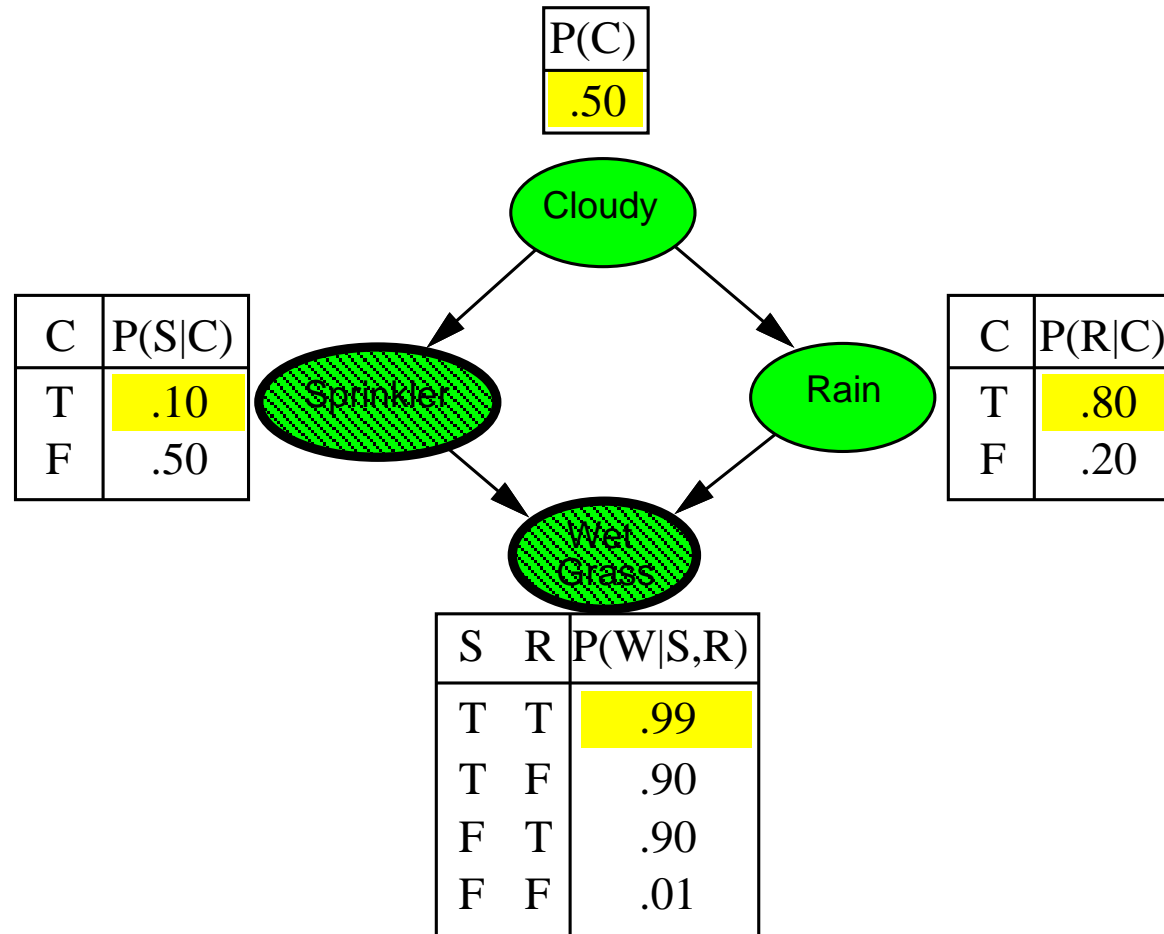 P(C)
.50
Cloudy
C P(S|C)
T .10
F .50
Sprinkler
Rain
C P(R|C)
T .80
F .20
Wet
Grass
S R P(W|S,R)
T T .99
T F .90
F T .90
F F .01